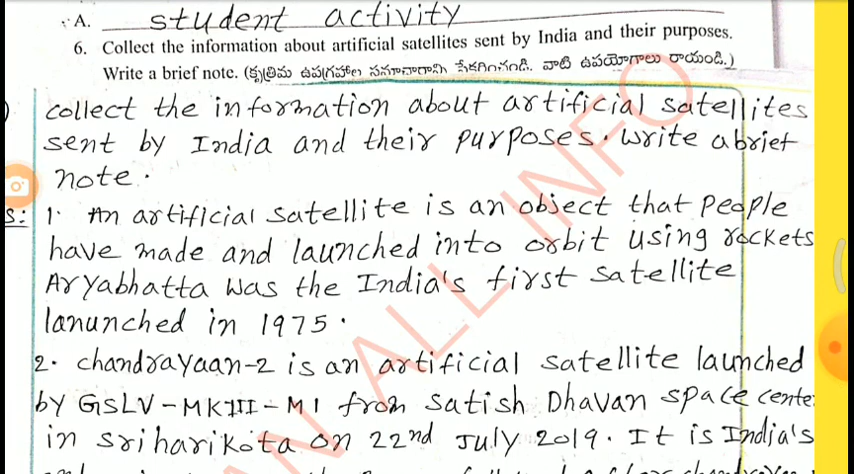 A. student activity
6. Collect the information about artificial satellites sent by India and their purposes.
Write a brief note. (కృత్రిమ ఉపగ్రహాల సమాచారాన్ని సేకరించండి. వాటి ఉపయోగాలు రాయండి.)
collect the information about artificial satellites
sent by India and their purposes. write a brief
note.
s: 1. An artificial satellite is an object that people
have made and launched into orbit using rockets
Aryabhatta was the India's first satellite
lanunched in 1975.
2. chandrayaan-2 is an artificial satellite launched
by GSLV-MKIII-M1 from Satish Dhavan space cente
in sriharikota on 22nd July 2019. It is India's
AN ALL INFO